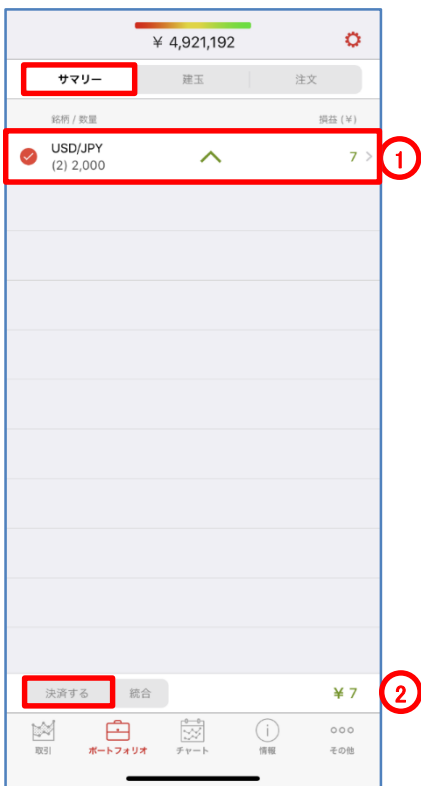 ¥ 4,921,192
サマリー 建玉 注文
銘柄 / 数量 損益 (¥)
USD/JPY
(2) 2,000 7
1
決済する 統合 ¥ 7
2
取引 ポートフォリオ チャート 情報 その他